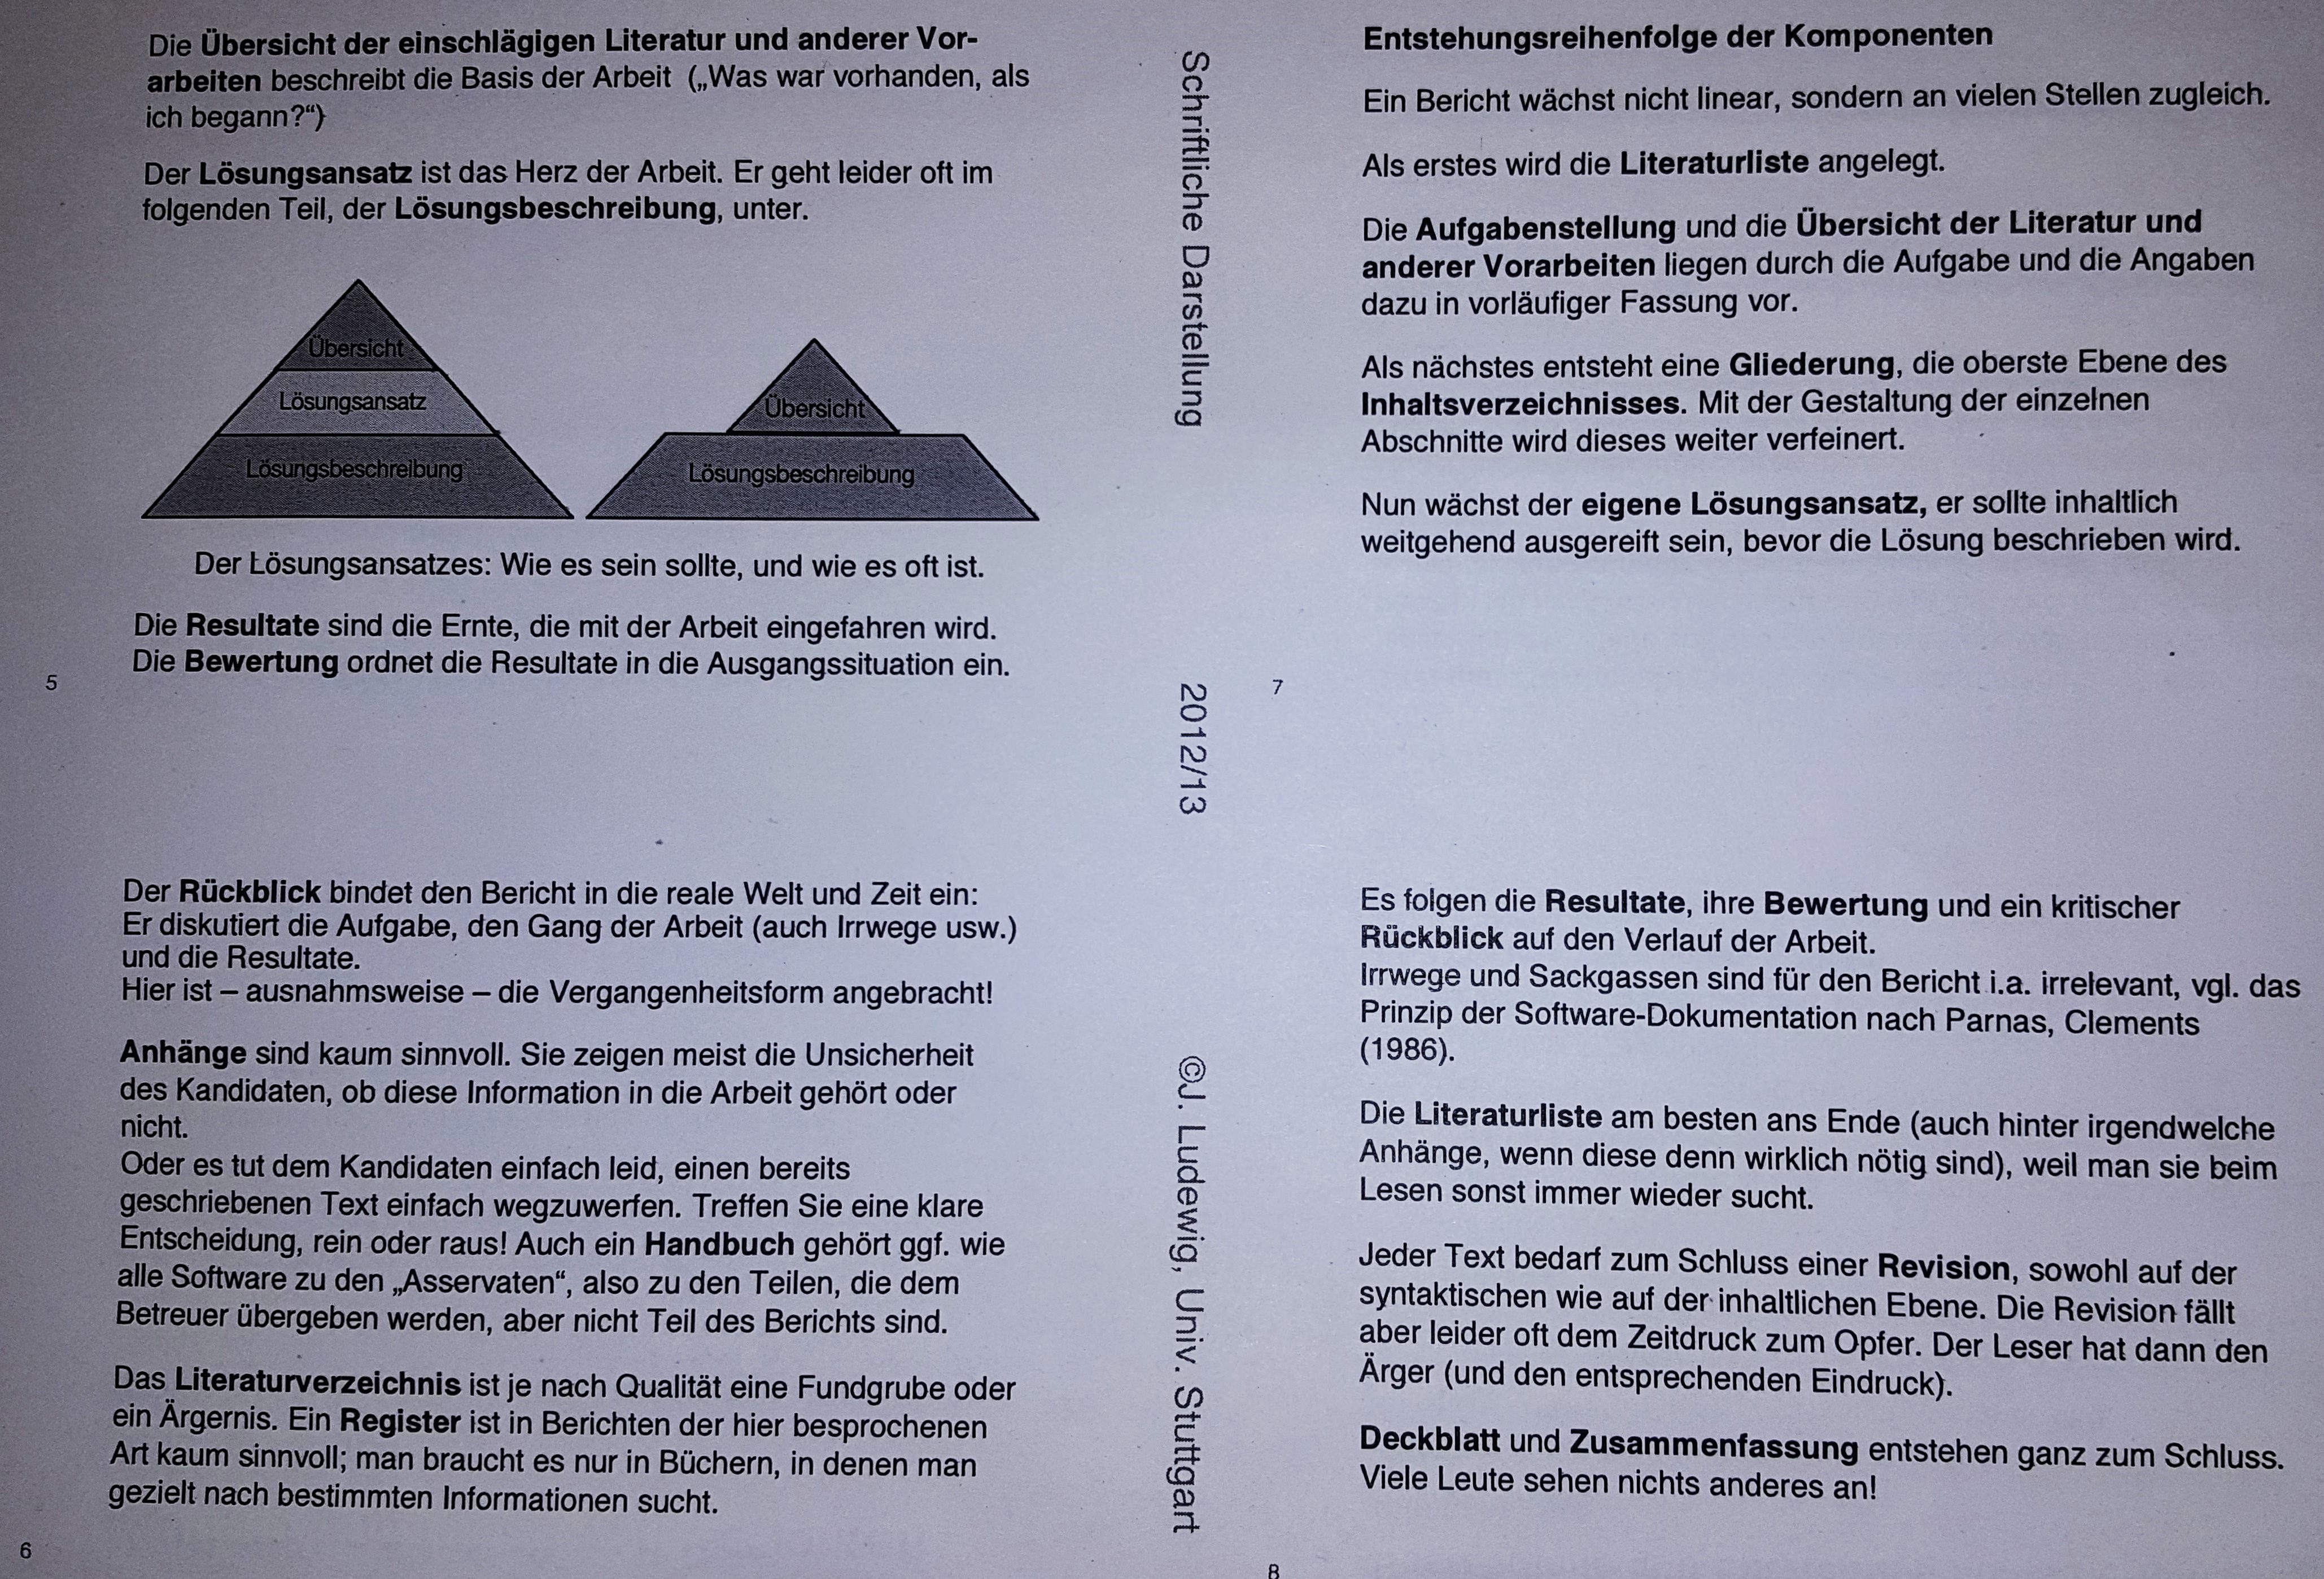 Die Übersicht der einschlägigen Literatur und anderer Vor-
arbeiten beschreibt die Basis der Arbeit („Was war vorhanden, als
ich begann?“)
Der Lösungsansatz ist das Herz der Arbeit. Er geht leider oft im
folgenden Teil, der Lösungsbeschreibung, unter.
Übersicht
Lösungsansatz
Lösungsbeschreibung
Übersicht
Lösungsbeschreibung
Der Lösungsansatzes: Wie es sein sollte, und wie es oft ist.
Die Resultate sind die Ernte, die mit der Arbeit eingefahren wird.
Die Bewertung ordnet die Resultate in die Ausgangssituation ein.
5
Der Rückblick bindet den Bericht in die reale Welt und Zeit ein:
Er diskutiert die Aufgabe, den Gang der Arbeit (auch Irrwege usw.)
und die Resultate.
Hier ist – ausnahmsweise – die Vergangenheitsform angebracht!
Anhänge sind kaum sinnvoll. Sie zeigen meist die Unsicherheit
des Kandidaten, ob diese Information in die Arbeit gehört oder
nicht.
Oder es tut dem Kandidaten einfach leid, einen bereits
geschriebenen Text einfach wegzuwerfen. Treffen Sie eine klare
Entscheidung, rein oder raus! Auch ein Handbuch gehört ggf. wie
alle Software zu den „Asservaten“, also zu den Teilen, die dem
Betreuer übergeben werden, aber nicht Teil des Berichts sind.
Das Literaturverzeichnis ist je nach Qualität eine Fundgrube oder
ein Ärgernis. Ein Register ist in Berichten der hier besprochenen
Art kaum sinnvoll; man braucht es nur in Büchern, in denen man
gezielt nach bestimmten Informationen sucht.
6
Schriftliche Darstellung
2012/13
©J. Ludewig, Univ. Stuttgart
Entstehungsreihenfolge der Komponenten
Ein Bericht wächst nicht linear, sondern an vielen Stellen zugleich.
Als erstes wird die Literaturliste angelegt.
Die Aufgabenstellung und die Übersicht der Literatur und
anderer Vorarbeiten liegen durch die Aufgabe und die Angaben
dazu in vorläufiger Fassung vor.
Als nächstes entsteht eine Gliederung, die oberste Ebene des
Inhaltsverzeichnisses. Mit der Gestaltung der einzelnen
Abschnitte wird dieses weiter verfeinert.
Nun wächst der eigene Lösungsansatz, er sollte inhaltlich
weitgehend ausgereift sein, bevor die Lösung beschrieben wird.
7
Es folgen die Resultate, ihre Bewertung und ein kritischer
Rückblick auf den Verlauf der Arbeit.
Irrwege und Sackgassen sind für den Bericht i.a. irrelevant, vgl. das
Prinzip der Software-Dokumentation nach Parnas, Clements
(1986).
Die Literaturliste am besten ans Ende (auch hinter irgendwelche
Anhänge, wenn diese denn wirklich nötig sind), weil man sie beim
Lesen sonst immer wieder sucht.
Jeder Text bedarf zum Schluss einer Revision, sowohl auf der
syntaktischen wie auf der inhaltlichen Ebene. Die Revision fällt
aber leider oft dem Zeitdruck zum Opfer. Der Leser hat dann den
Ärger (und den entsprechenden Eindruck).
Deckblatt und Zusammenfassung entstehen ganz zum Schluss.
Viele Leute sehen nichts anderes an!
8